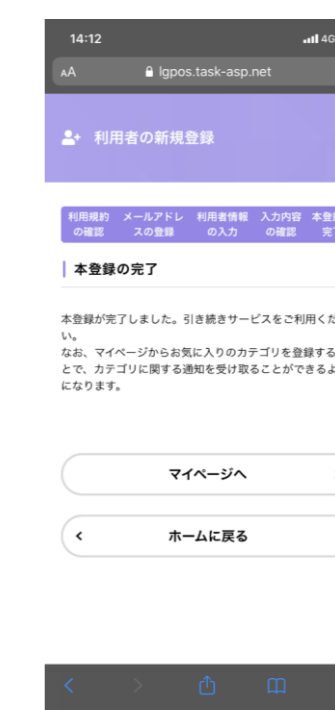 14:12
4G
AA lgpos.task-asp.net
利用者の新規登録
利用規約の確認
メールアドレスの登録
利用者情報の入力
入力内容の確認
本登
完
本登録の完了
本登録が完了しました。引き続きサービスをご利用くだ
い。
なお、マイページからお気に入りのカテゴリを登録する
とで、カテゴリに関する通知を受け取ることができるよ
になります。
マイページへ
ホームに戻る